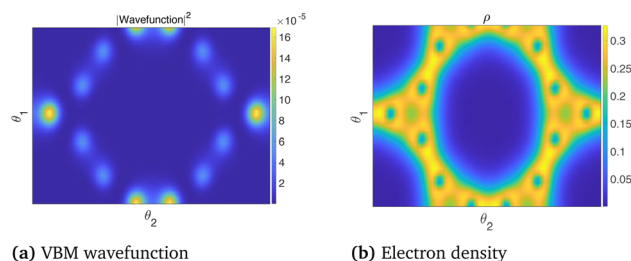 |Wavefunction|²
×10⁻⁵
16
14
12
10
8
6
4
2
θ₁
θ₂
(a) VBM wavefunction
ρ
0.3
0.25
0.2
0.15
0.1
0.05
θ₁
θ₂
(b) Electron density